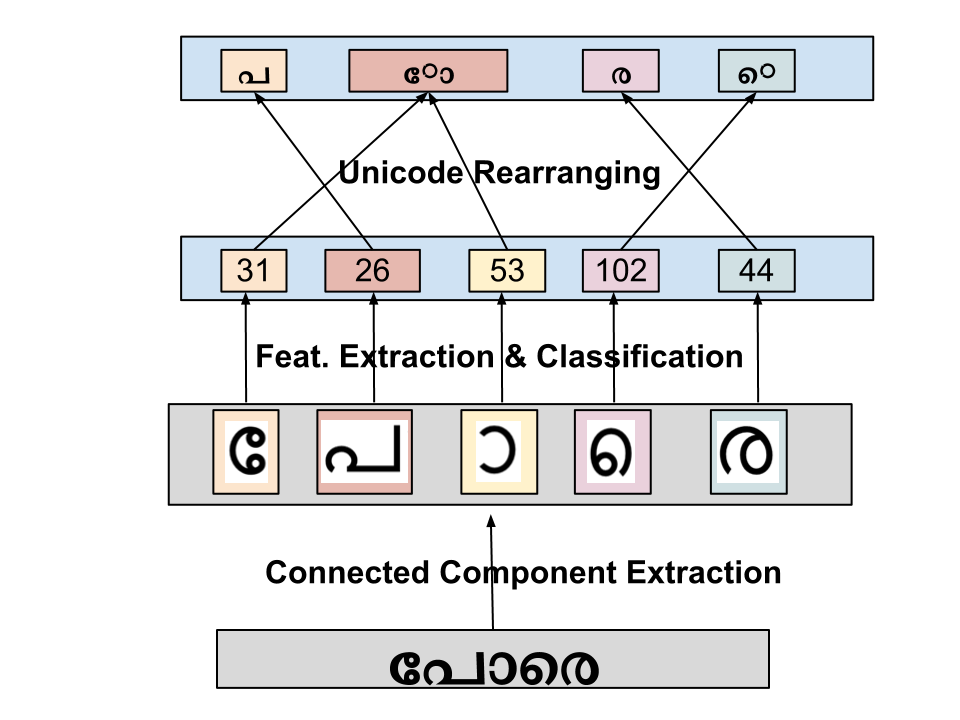 പ ോ ര െ
Unicode Rearranging
31 26 53 102 44
Feat. Extraction & Classification
േ പ ാ െ ര
Connected Component Extraction
പോരെ